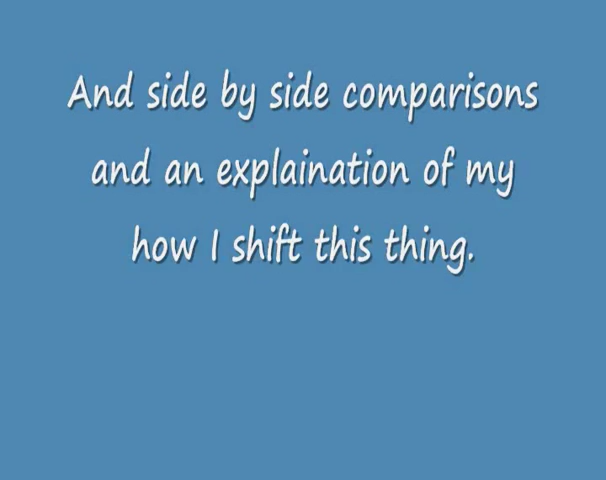 And side by side comparisons
and an explaination of my
how I shift this thing.